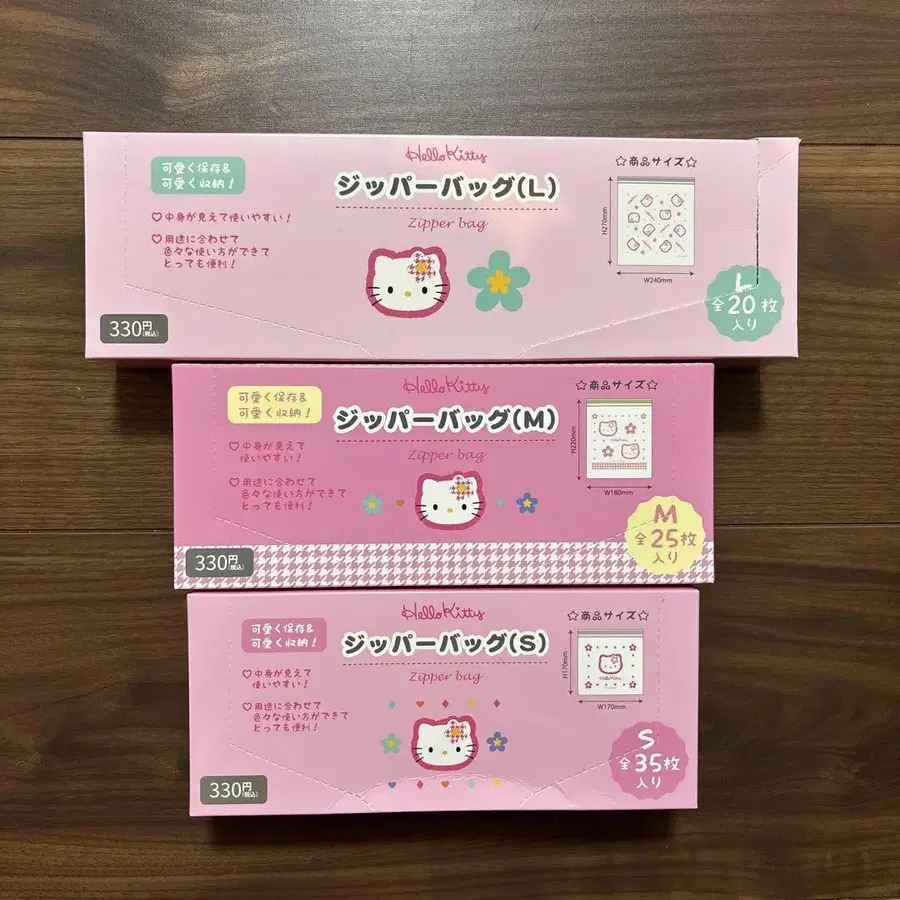 Hello Kitty
ジッパーバッグ(L)
Zipper bag
可愛く保存&
可愛く収納!
♡中身が見えて使いやすい!
♡用途に合わせて
色々な使い方ができて
とっても便利!
330円
(税込)
☆商品サイズ☆
H270mm
W240mm
L
全20枚
入り
Hello Kitty
ジッパーバッグ(M)
Zipper bag
可愛く保存&
可愛く収納!
♡中身が見えて
使いやすい!
♡用途に合わせて
色々な使い方ができて
とっても便利!
330円
(税込)
☆商品サイズ☆
H220mm
W180mm
M
全25枚
入り
Hello Kitty
ジッパーバッグ(S)
Zipper bag
可愛く保存&
可愛く収納!
♡中身が見えて
使いやすい!
♡用途に合わせて
色々な使い方ができて
とっても便利!
330円
(税込)
☆商品サイズ☆
H170mm
Hello Kitty
W170mm
S
全35枚
入り